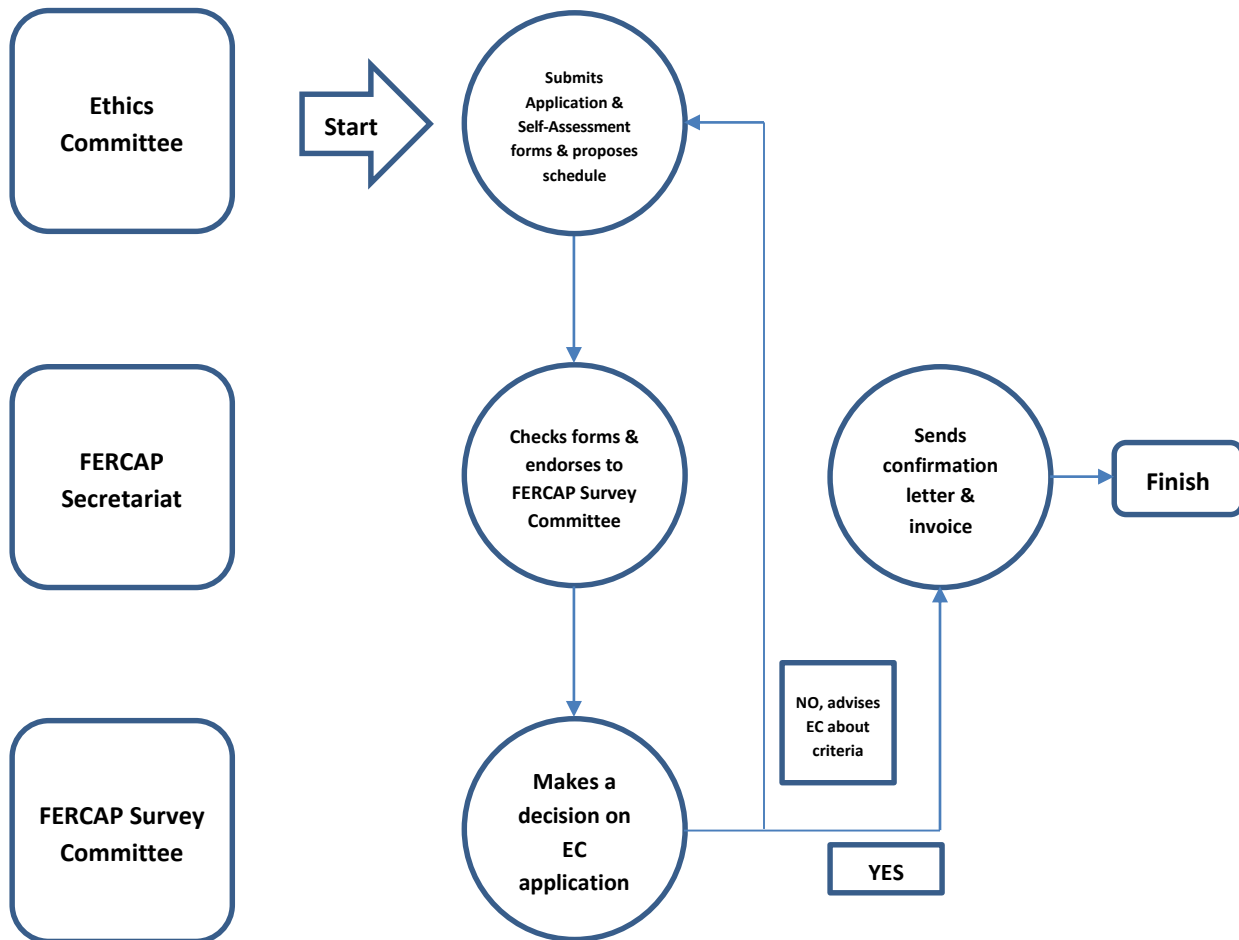 Ethics
Committee
Start
Submits
Application &
Self-Assessment
forms & proposes
schedule
FERCAP
Secretariat
Checks forms &
endorses to
FERCAP Survey
Committee
Sends
confirmation
letter &
invoice
Finish
NO, advises
EC about
criteria
FERCAP Survey
Committee
Makes a
decision on
EC
application
YES